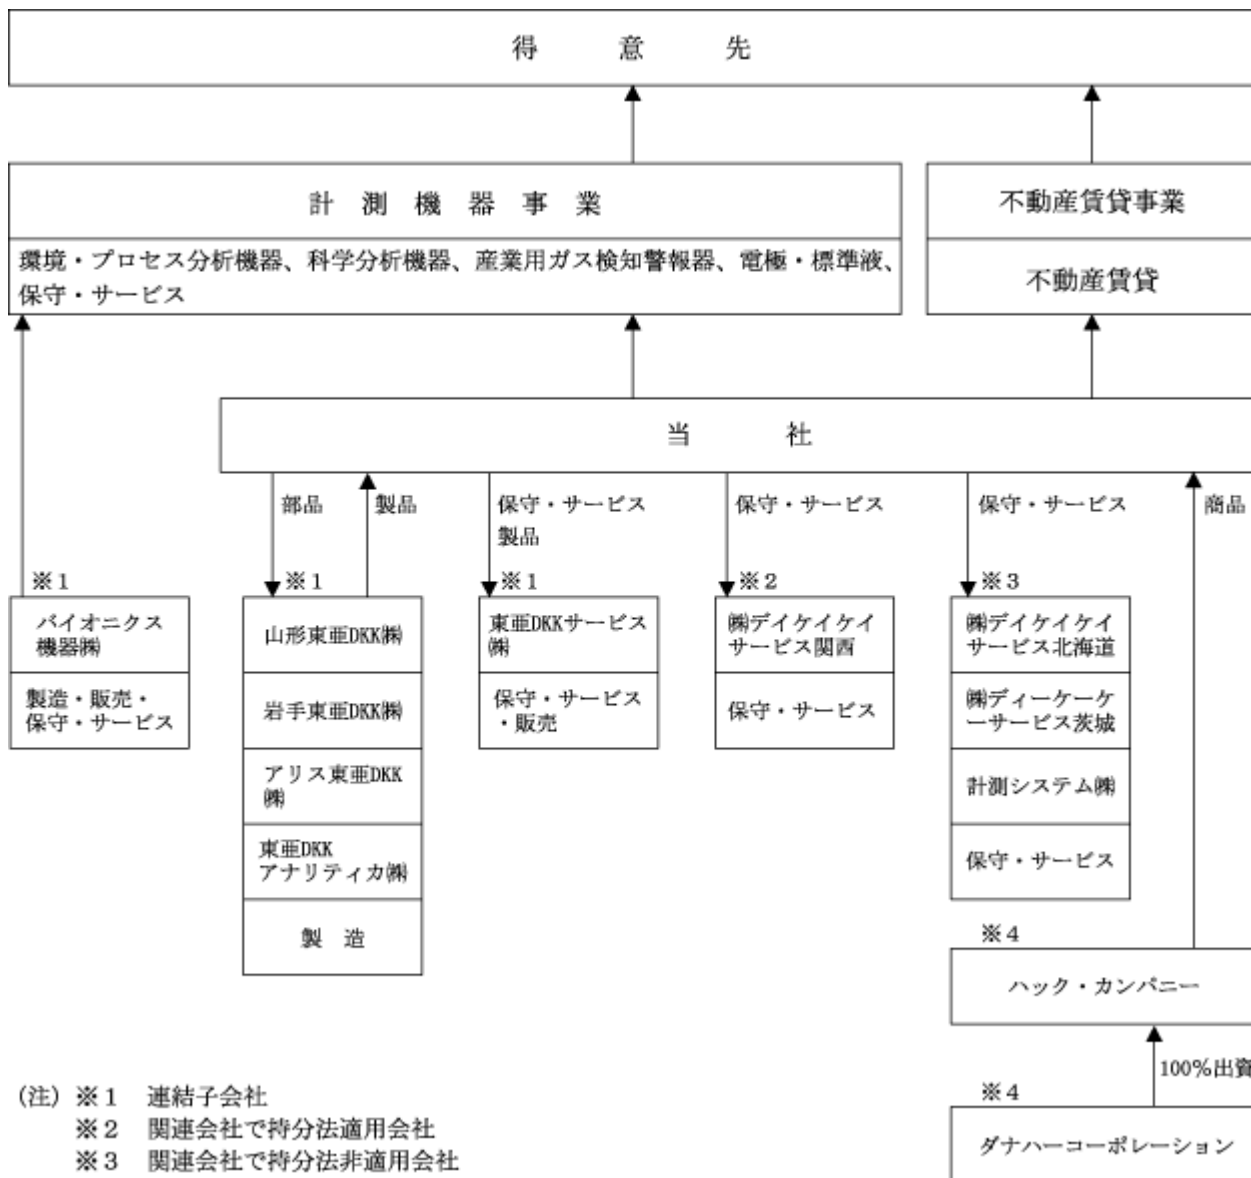 得意先
計測機器事業
環境・プロセス分析機器、科学分析機器、産業用ガス検知警報器、電極・標準液、
保守・サービス
不動産賃貸事業
不動産賃貸
当社
部品
製品
保守・サービス
製品
保守・サービス
保守・サービス
商品
※1
バイオニクス
機器㈱
製造・販売・
保守・サービス
※1
山形東亜DKK㈱
岩手東亜DKK㈱
アリス東亜DKK
㈱
東亜DKK
アナリティカ㈱
製造
※1
東亜DKKサービス
㈱
保守・サービス
・販売
※2
㈱デイケイケイ
サービス関西
保守・サービス
※3
㈱デイケイケイ
サービス北海道
㈱ディーケーケ
ーサービス茨城
計測システム㈱
保守・サービス
※4
ハック・カンパニー
100%出資
※4
ダナハーコーポレーション
(注) ※1 連結子会社
※2 関連会社で持分法適用会社
※3 関連会社で持分法非適用会社